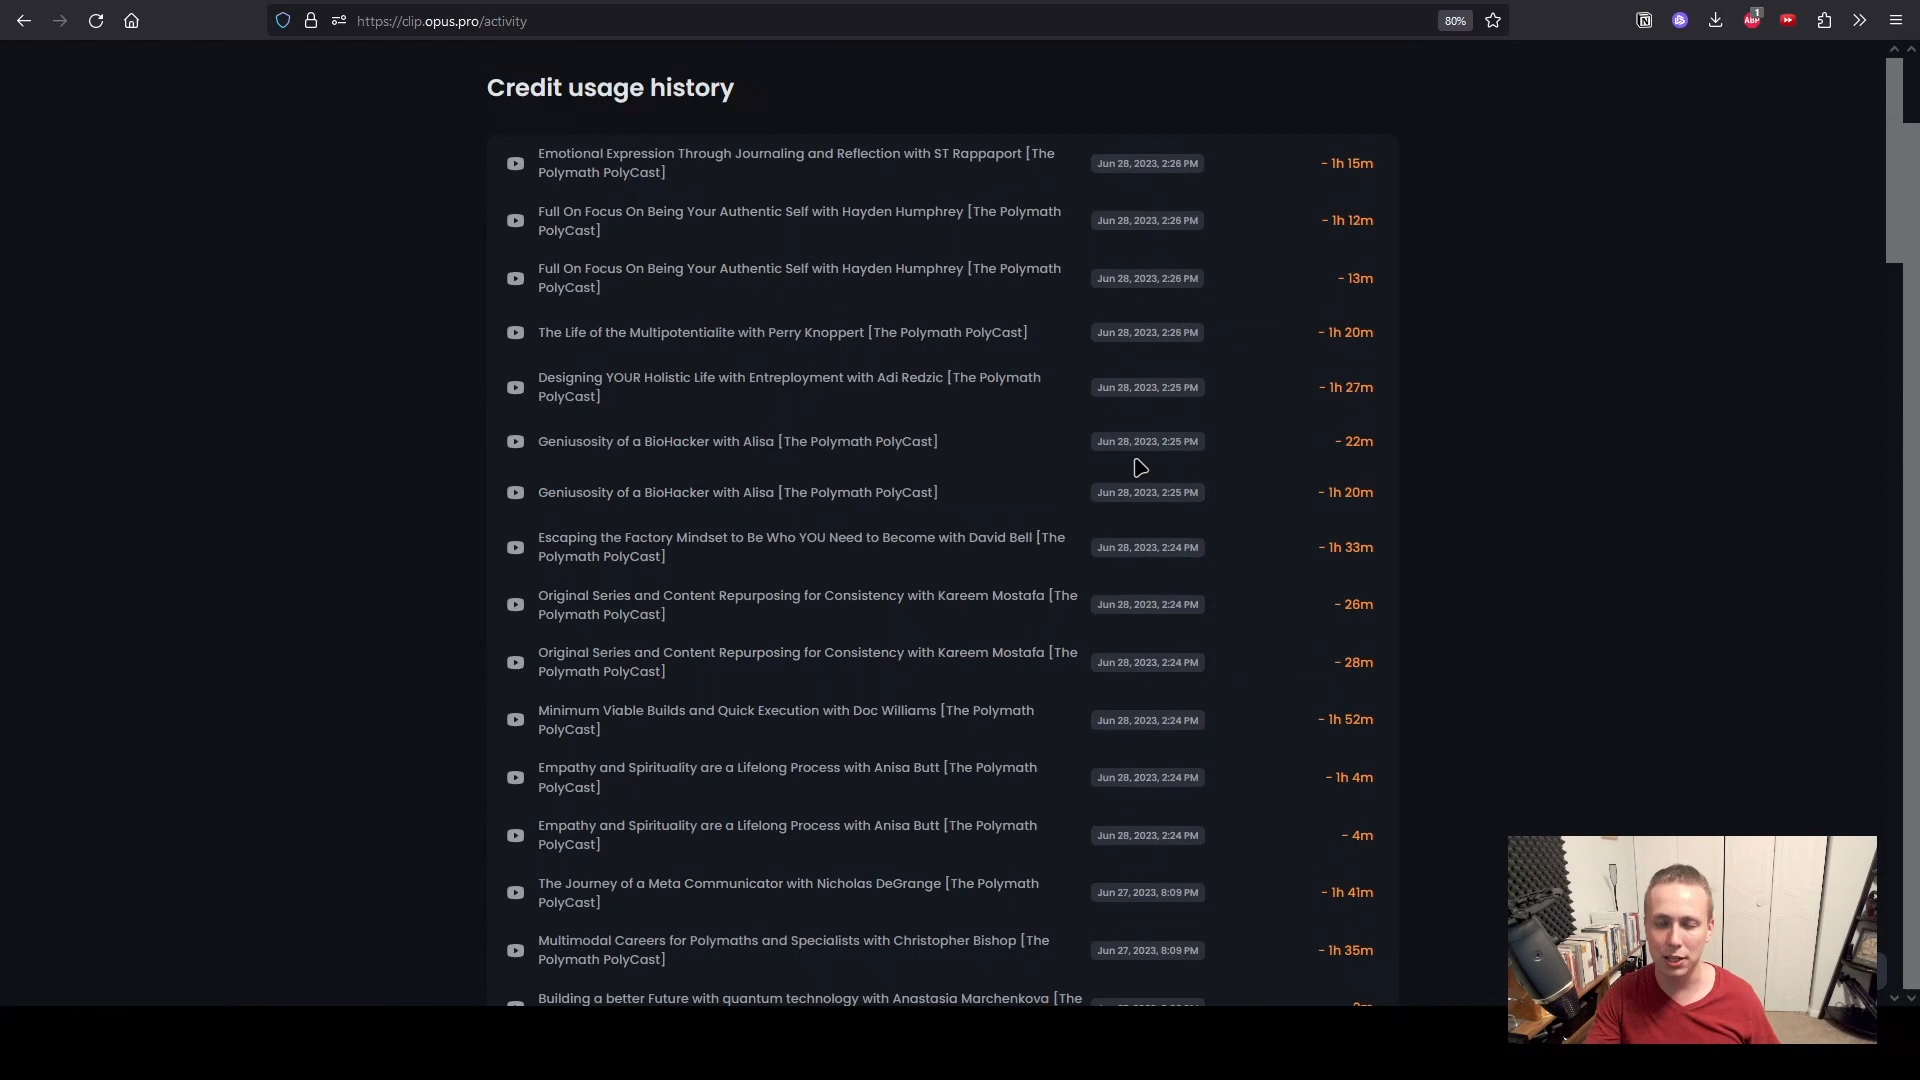 https://clip.opus.pro/activity
80%
1
ABP
Credit usage history
Emotional Expression Through Journaling and Reflection with ST Rappaport [The
Polymath PolyCast]
Jun 28, 2023, 2:26 PM
- 1h 15m
Full On Focus On Being Your Authentic Self with Hayden Humphrey [The Polymath
PolyCast]
Jun 28, 2023, 2:26 PM
- 1h 12m
Full On Focus On Being Your Authentic Self with Hayden Humphrey [The Polymath
PolyCast]
Jun 28, 2023, 2:26 PM
- 13m
The Life of the Multipotentialite with Perry Knoppert [The Polymath PolyCast]
Jun 28, 2023, 2:26 PM
- 1h 20m
Designing YOUR Holistic Life with Entreployment with Adi Redzic [The Polymath
PolyCast]
Jun 28, 2023, 2:25 PM
- 1h 27m
Geniusosity of a BioHacker with Alisa [The Polymath PolyCast]
Jun 28, 2023, 2:25 PM
- 22m
Geniusosity of a BioHacker with Alisa [The Polymath PolyCast]
Jun 28, 2023, 2:25 PM
- 1h 20m
Escaping the Factory Mindset to Be Who YOU Need to Become with David Bell [The
Polymath PolyCast]
Jun 28, 2023, 2:24 PM
- 1h 33m
Original Series and Content Repurposing for Consistency with Kareem Mostafa [The
Polymath PolyCast]
Jun 28, 2023, 2:24 PM
- 26m
Original Series and Content Repurposing for Consistency with Kareem Mostafa [The
Polymath PolyCast]
Jun 28, 2023, 2:24 PM
- 28m
Minimum Viable Builds and Quick Execution with Doc Williams [The Polymath
PolyCast]
Jun 28, 2023, 2:24 PM
- 1h 52m
Empathy and Spirituality are a Lifelong Process with Anisa Butt [The Polymath
PolyCast]
Jun 28, 2023, 2:24 PM
- 1h 4m
Empathy and Spirituality are a Lifelong Process with Anisa Butt [The Polymath
PolyCast]
Jun 28, 2023, 2:24 PM
- 4m
The Journey of a Meta Communicator with Nicholas DeGrange [The Polymath
PolyCast]
Jun 27, 2023, 8:09 PM
- 1h 41m
Multimodal Careers for Polymaths and Specialists with Christopher Bishop [The
Polymath PolyCast]
Jun 27, 2023, 8:09 PM
- 1h 35m
Building a better Future with quantum technology with Anastasia Marchenkova [The